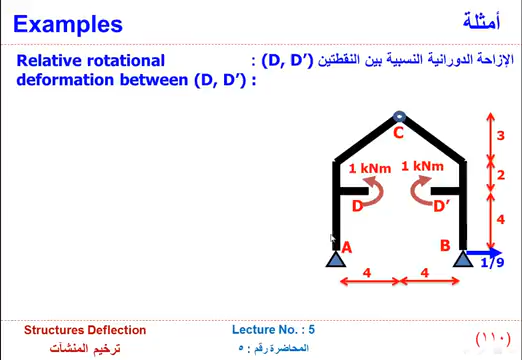 Examples
أمثلة
Relative rotational deformation between (D, D’) :
الإزاحة الدورانية النسبية بين النقطتين (D, D’) :
C
3
1 kNm
1 kNm
2
D
D’
4
A
B
1/9
4
4
Structures Deflection
Lecture No. : 5
ترخيم المنشآت
المحاضرة رقم : ٥
(١١٠)